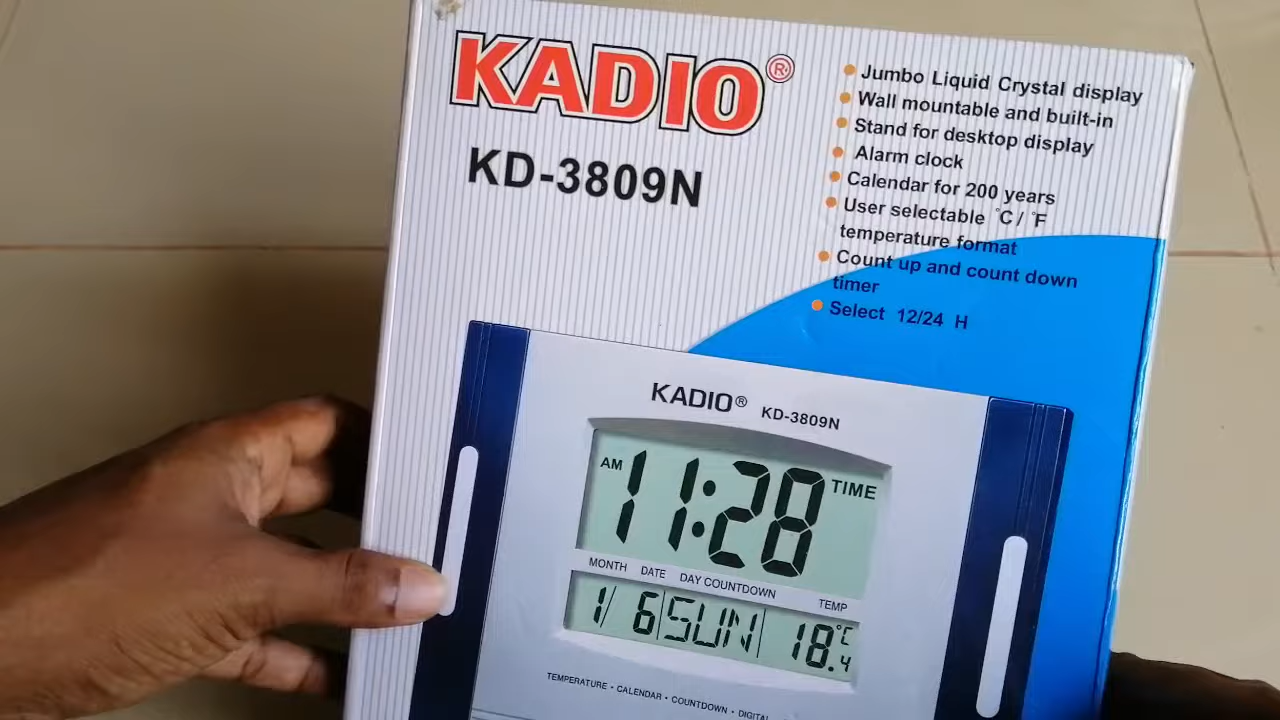 KADIO®
KD-3809N
Jumbo Liquid Crystal display
Wall mountable and built-in
Stand for desktop display
Alarm clock
Calendar for 200 years
User selectable °C / °F
temperature format
Count up and count down
timer
Select 12/24 H
KADIO® KD-3809N
AM 11:28 TIME
MONTH DATE DAY COUNTDOWN TEMP
1/ 6 SUN 18.4 °C
TEMPERATURE • CALENDAR • COUNTDOWN • DIGITAL